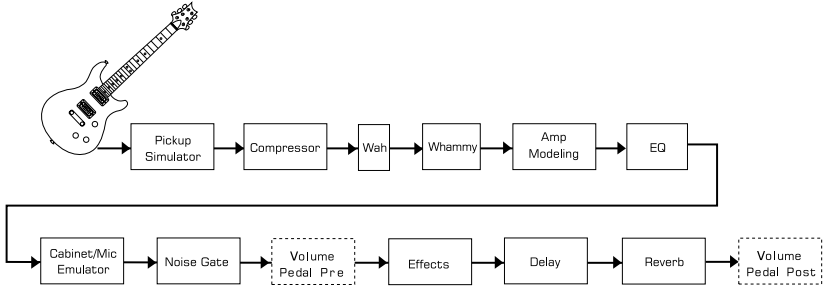 Pickup
Simulator
Compressor
Wah
Whammy
Amp
Modeling
EQ
Cabinet/Mic
Emulator
Noise Gate
Volume
Pedal Pre
Effects
Delay
Reverb
Volume
Pedal Post